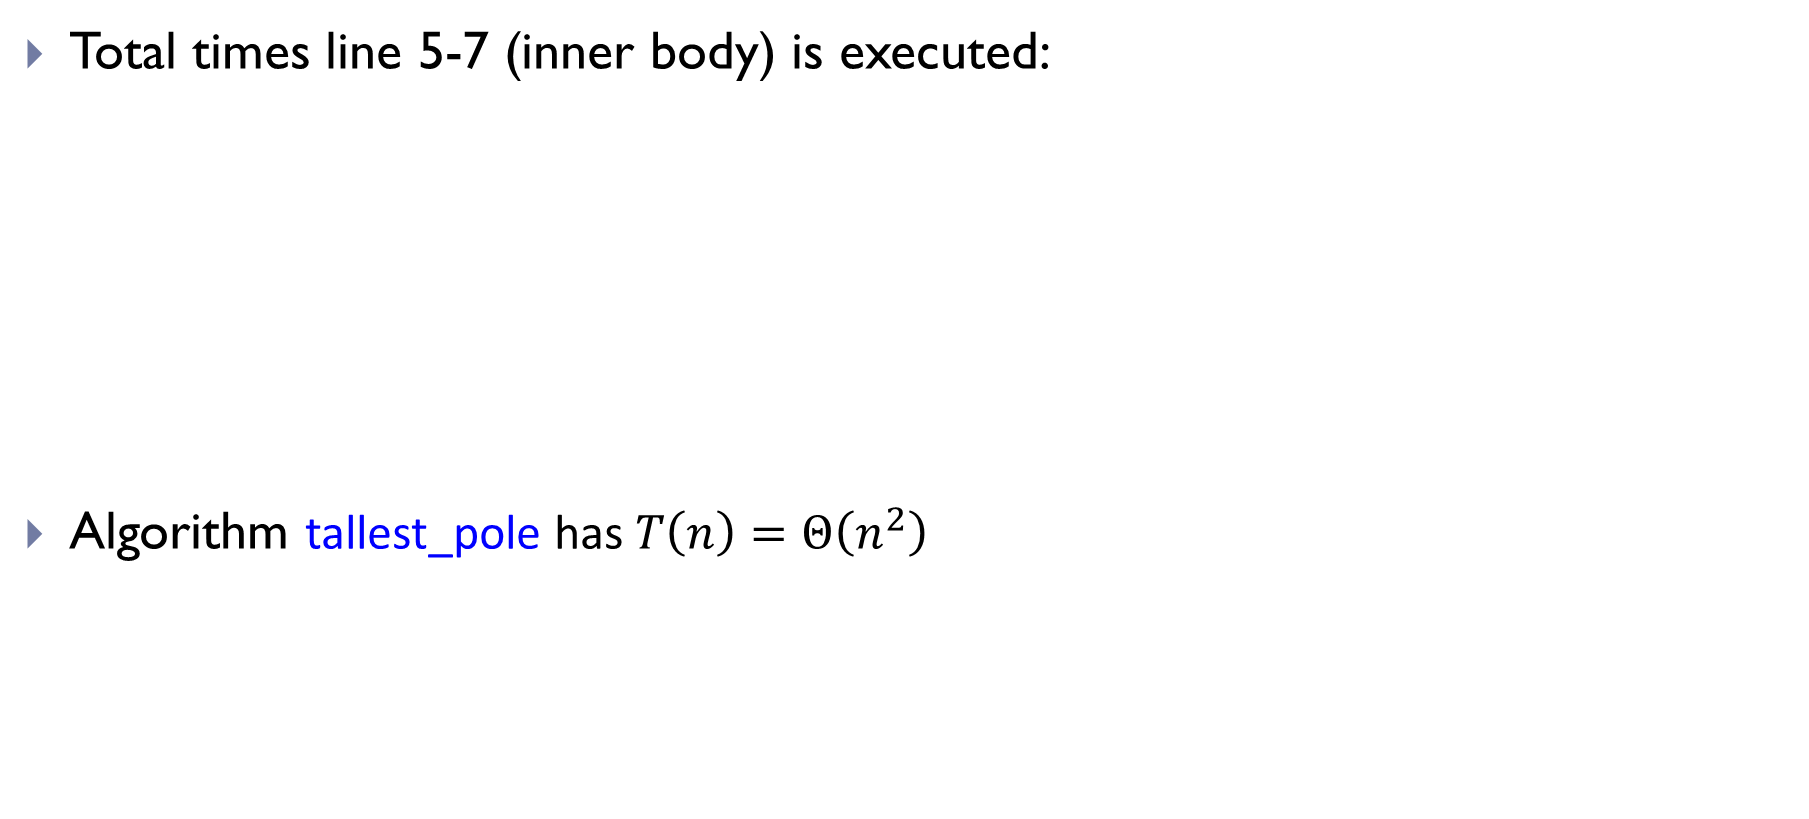 Total times line 5-7 (inner body) is executed:
Algorithm tallest_pole has T(n) = Θ(n²)